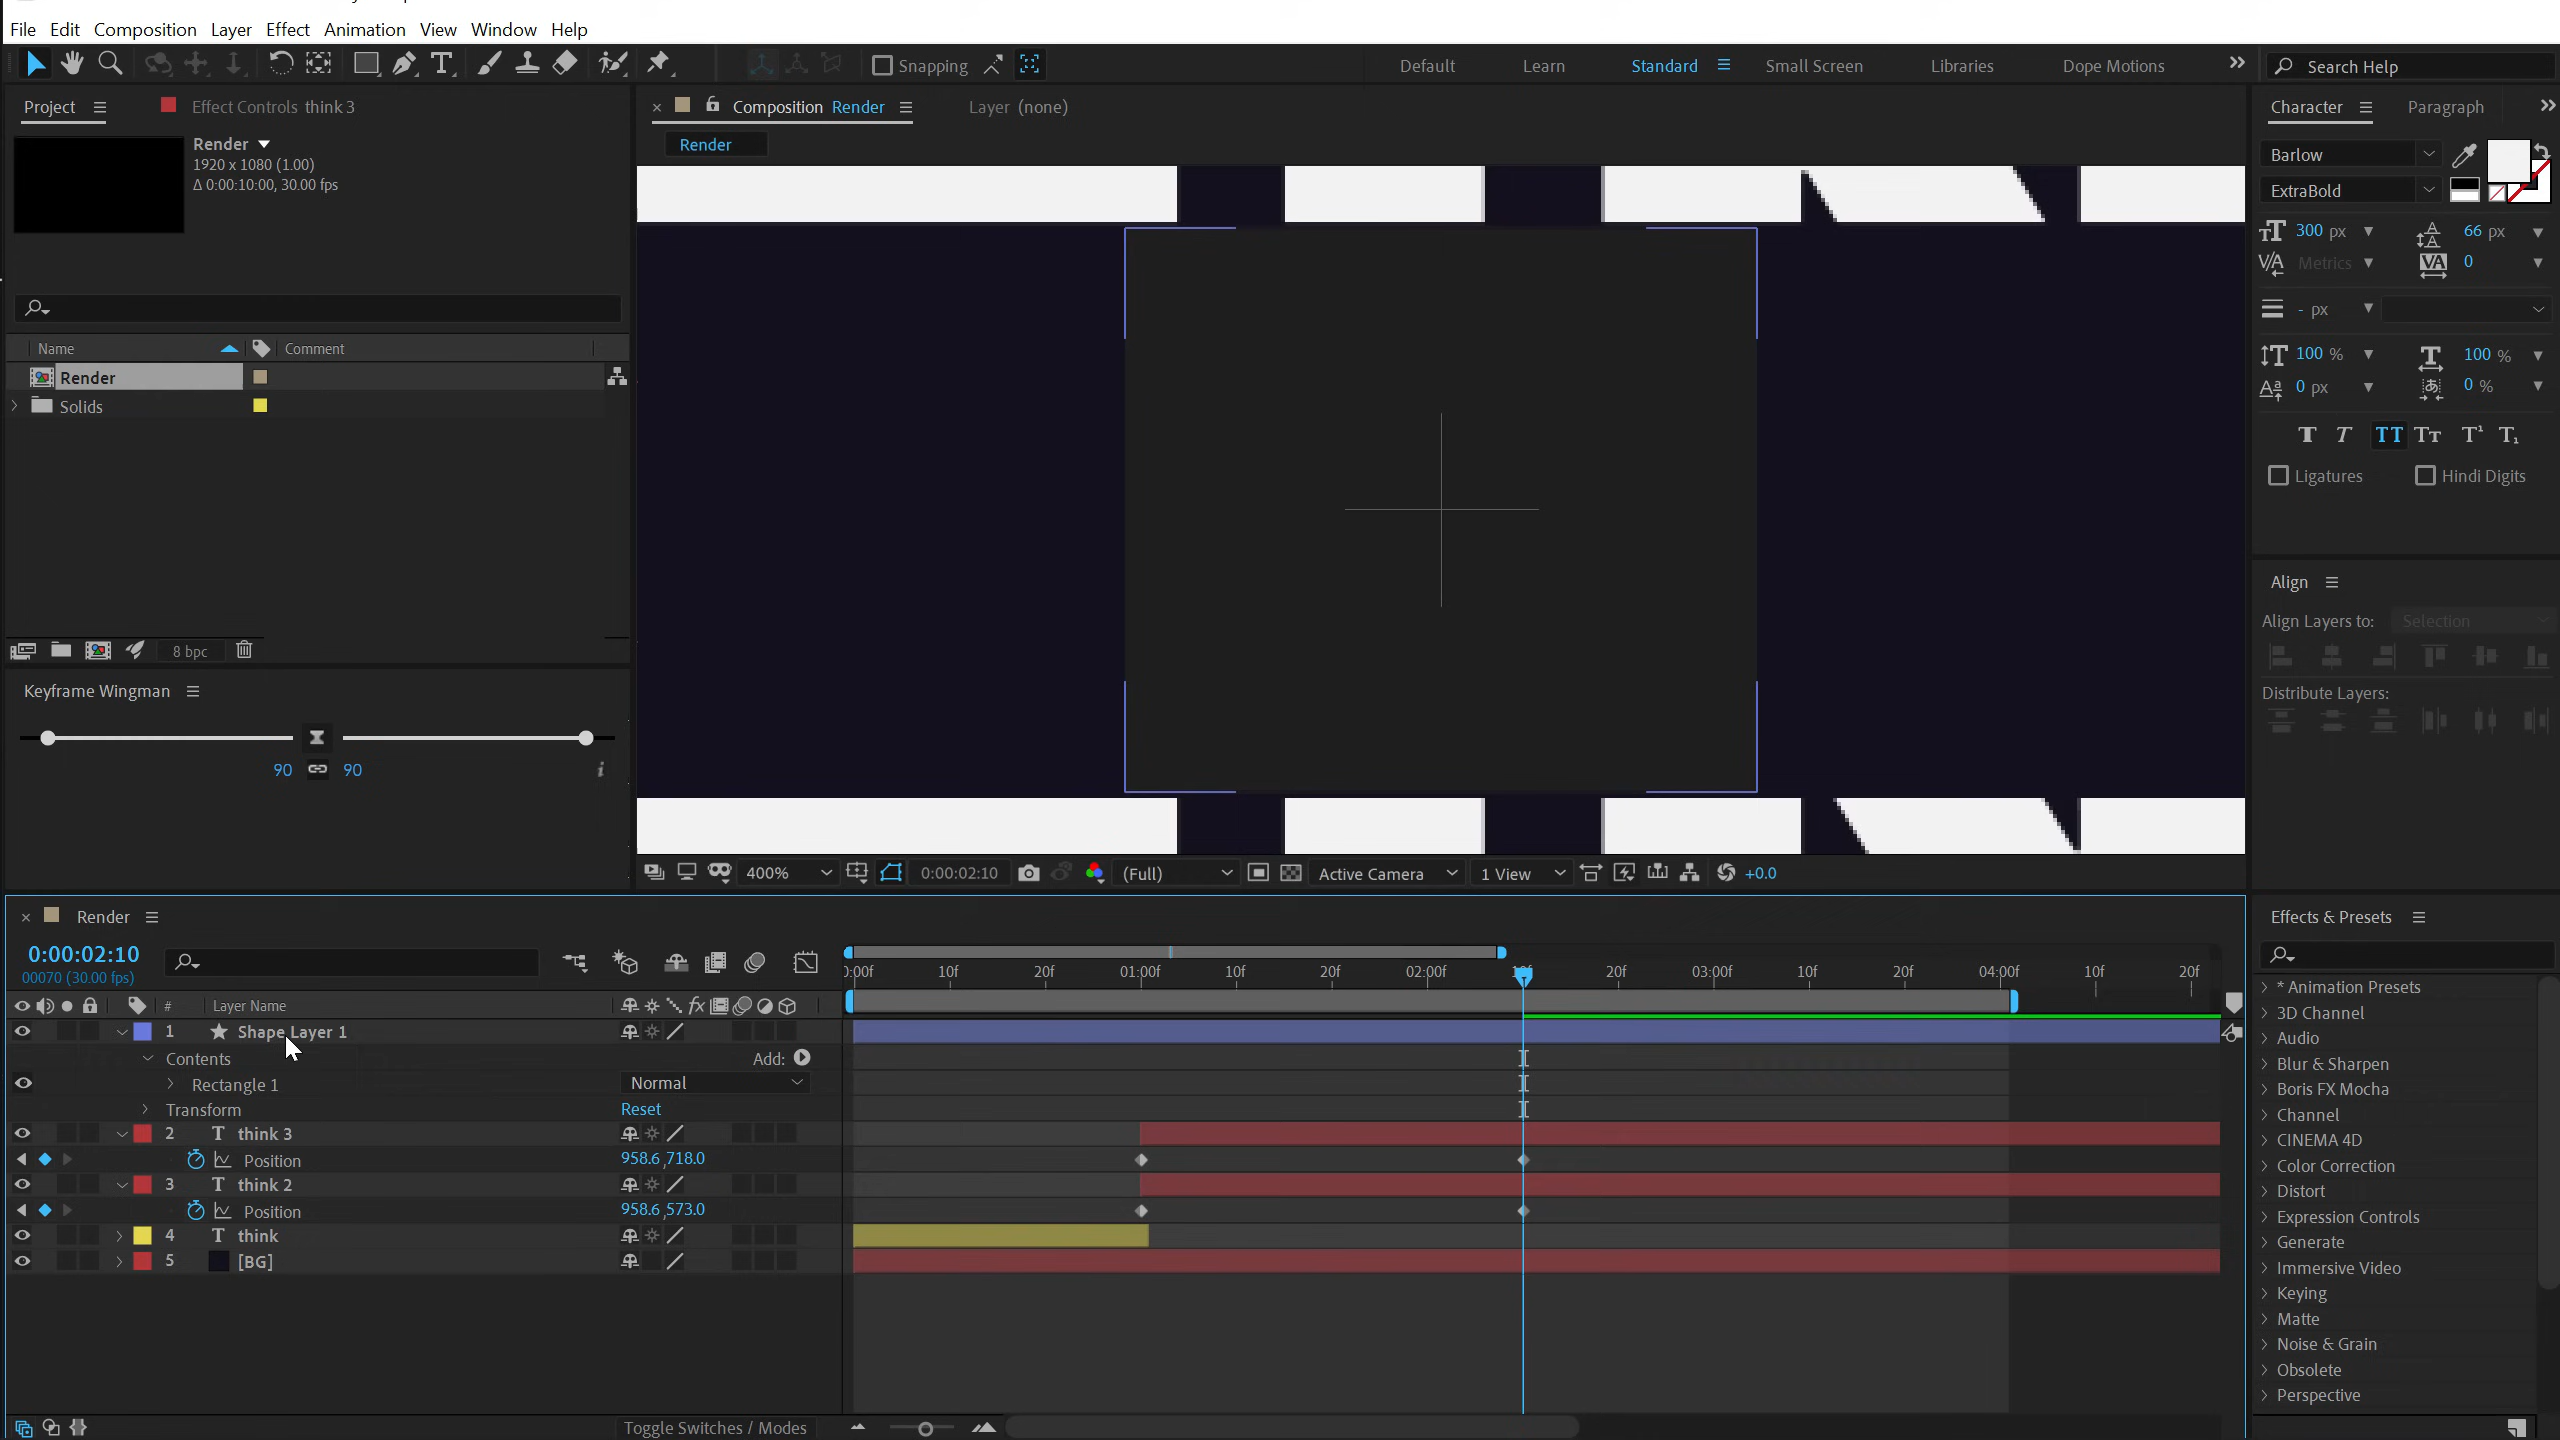 File Edit Composition Layer Effect Animation View Window Help
Snapping
Default Learn Standard Small Screen Libraries Dope Motions
Search Help
Project Effect Controls think 3
Render
1920 x 1080 (1.00)
Δ 0:00:10:00, 30.00 fps
Name Comment
Render
Solids
8 bpc
Keyframe Wingman
90 90
Composition Render Layer (none)
Render
400% 0:00:02:10 (Full) Active Camera 1 View +0.0
Character Paragraph
Barlow
ExtraBold
300 px 66 px
Metrics 0
- px
100 % 100 %
0 px 0 %
Ligatures Hindi Digits
Align
Align Layers to: Selection
Distribute Layers:
Render
0:00:02:10
00070 (30.00 fps)
0:00f 10f 20f 01:00f 10f 20f 02:00f 10f 20f 03:00f 10f 20f 04:00f 10f 20f
# Layer Name
1 Shape Layer 1
Contents Add:
Rectangle 1 Normal
Transform Reset
2 think 3
Position 958.6,718.0
3 think 2
Position 958.6,573.0
4 think
5 [BG]
Toggle Switches / Modes
Effects & Presets
* Animation Presets
3D Channel
Audio
Blur & Sharpen
Boris FX Mocha
Channel
CINEMA 4D
Color Correction
Distort
Expression Controls
Generate
Immersive Video
Keying
Matte
Noise & Grain
Obsolete
Perspective